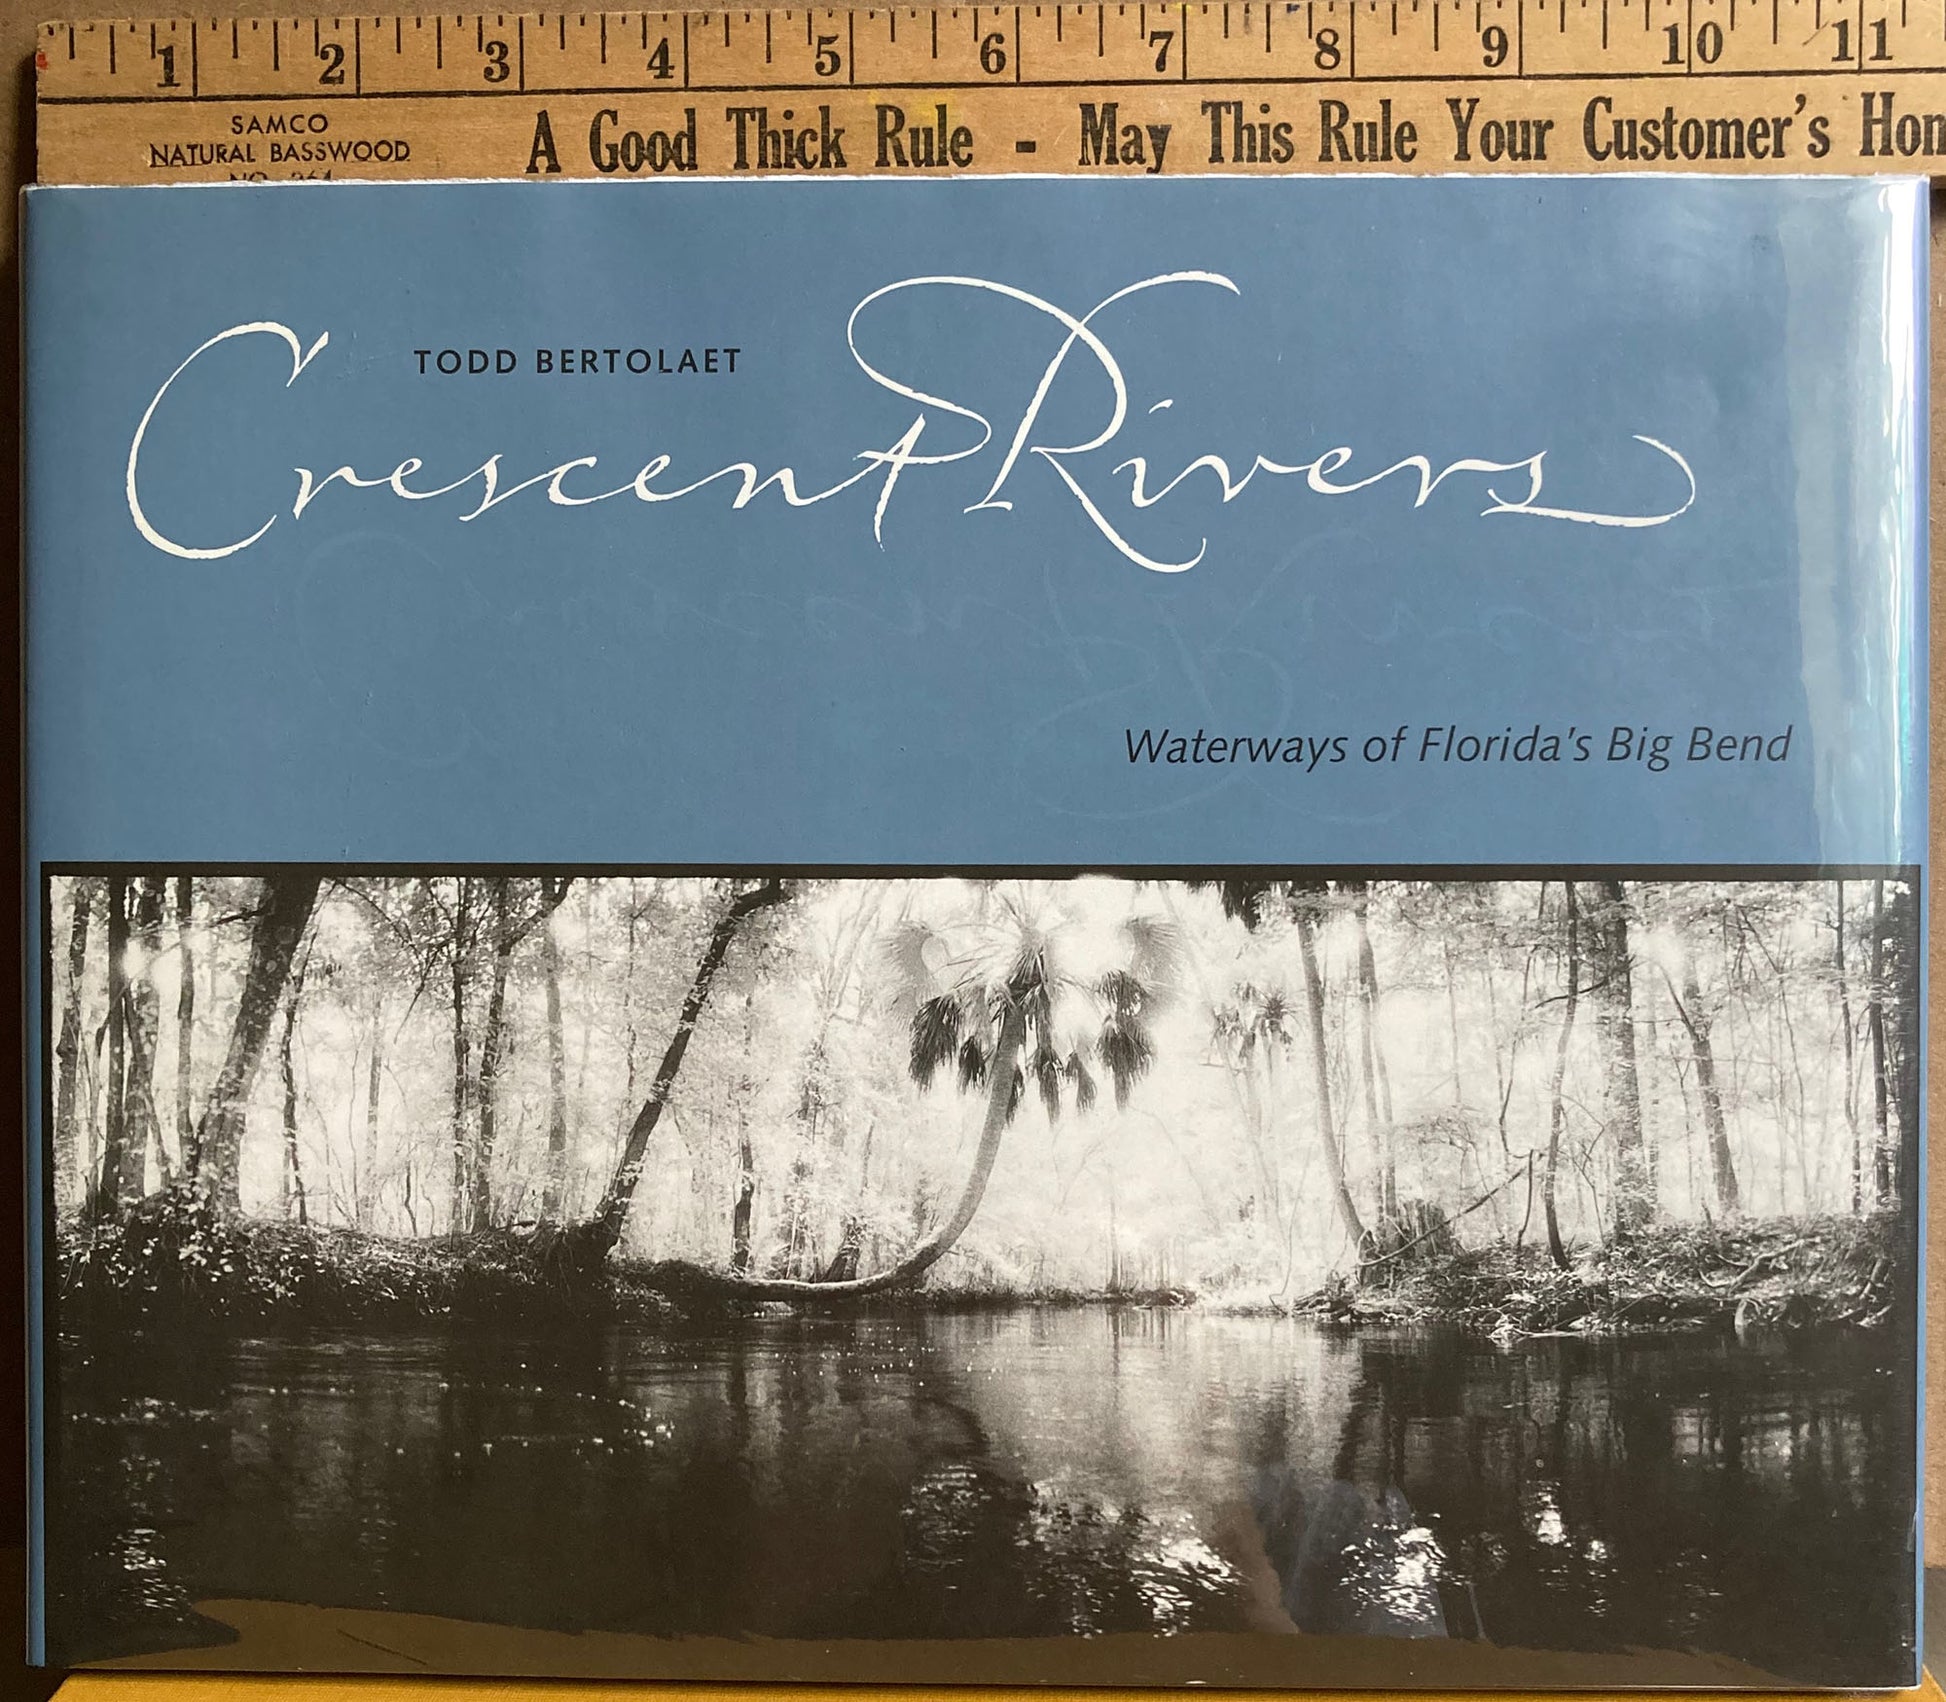 1 2 3 4 5 6 7 8 9 10 11
SAMCO
NATURAL BASSWOOD
A Good Thick Rule - May This Rule Your Customer's Hon
TODD BERTOLAET
Crescent Rivers
Waterways of Florida's Big Bend